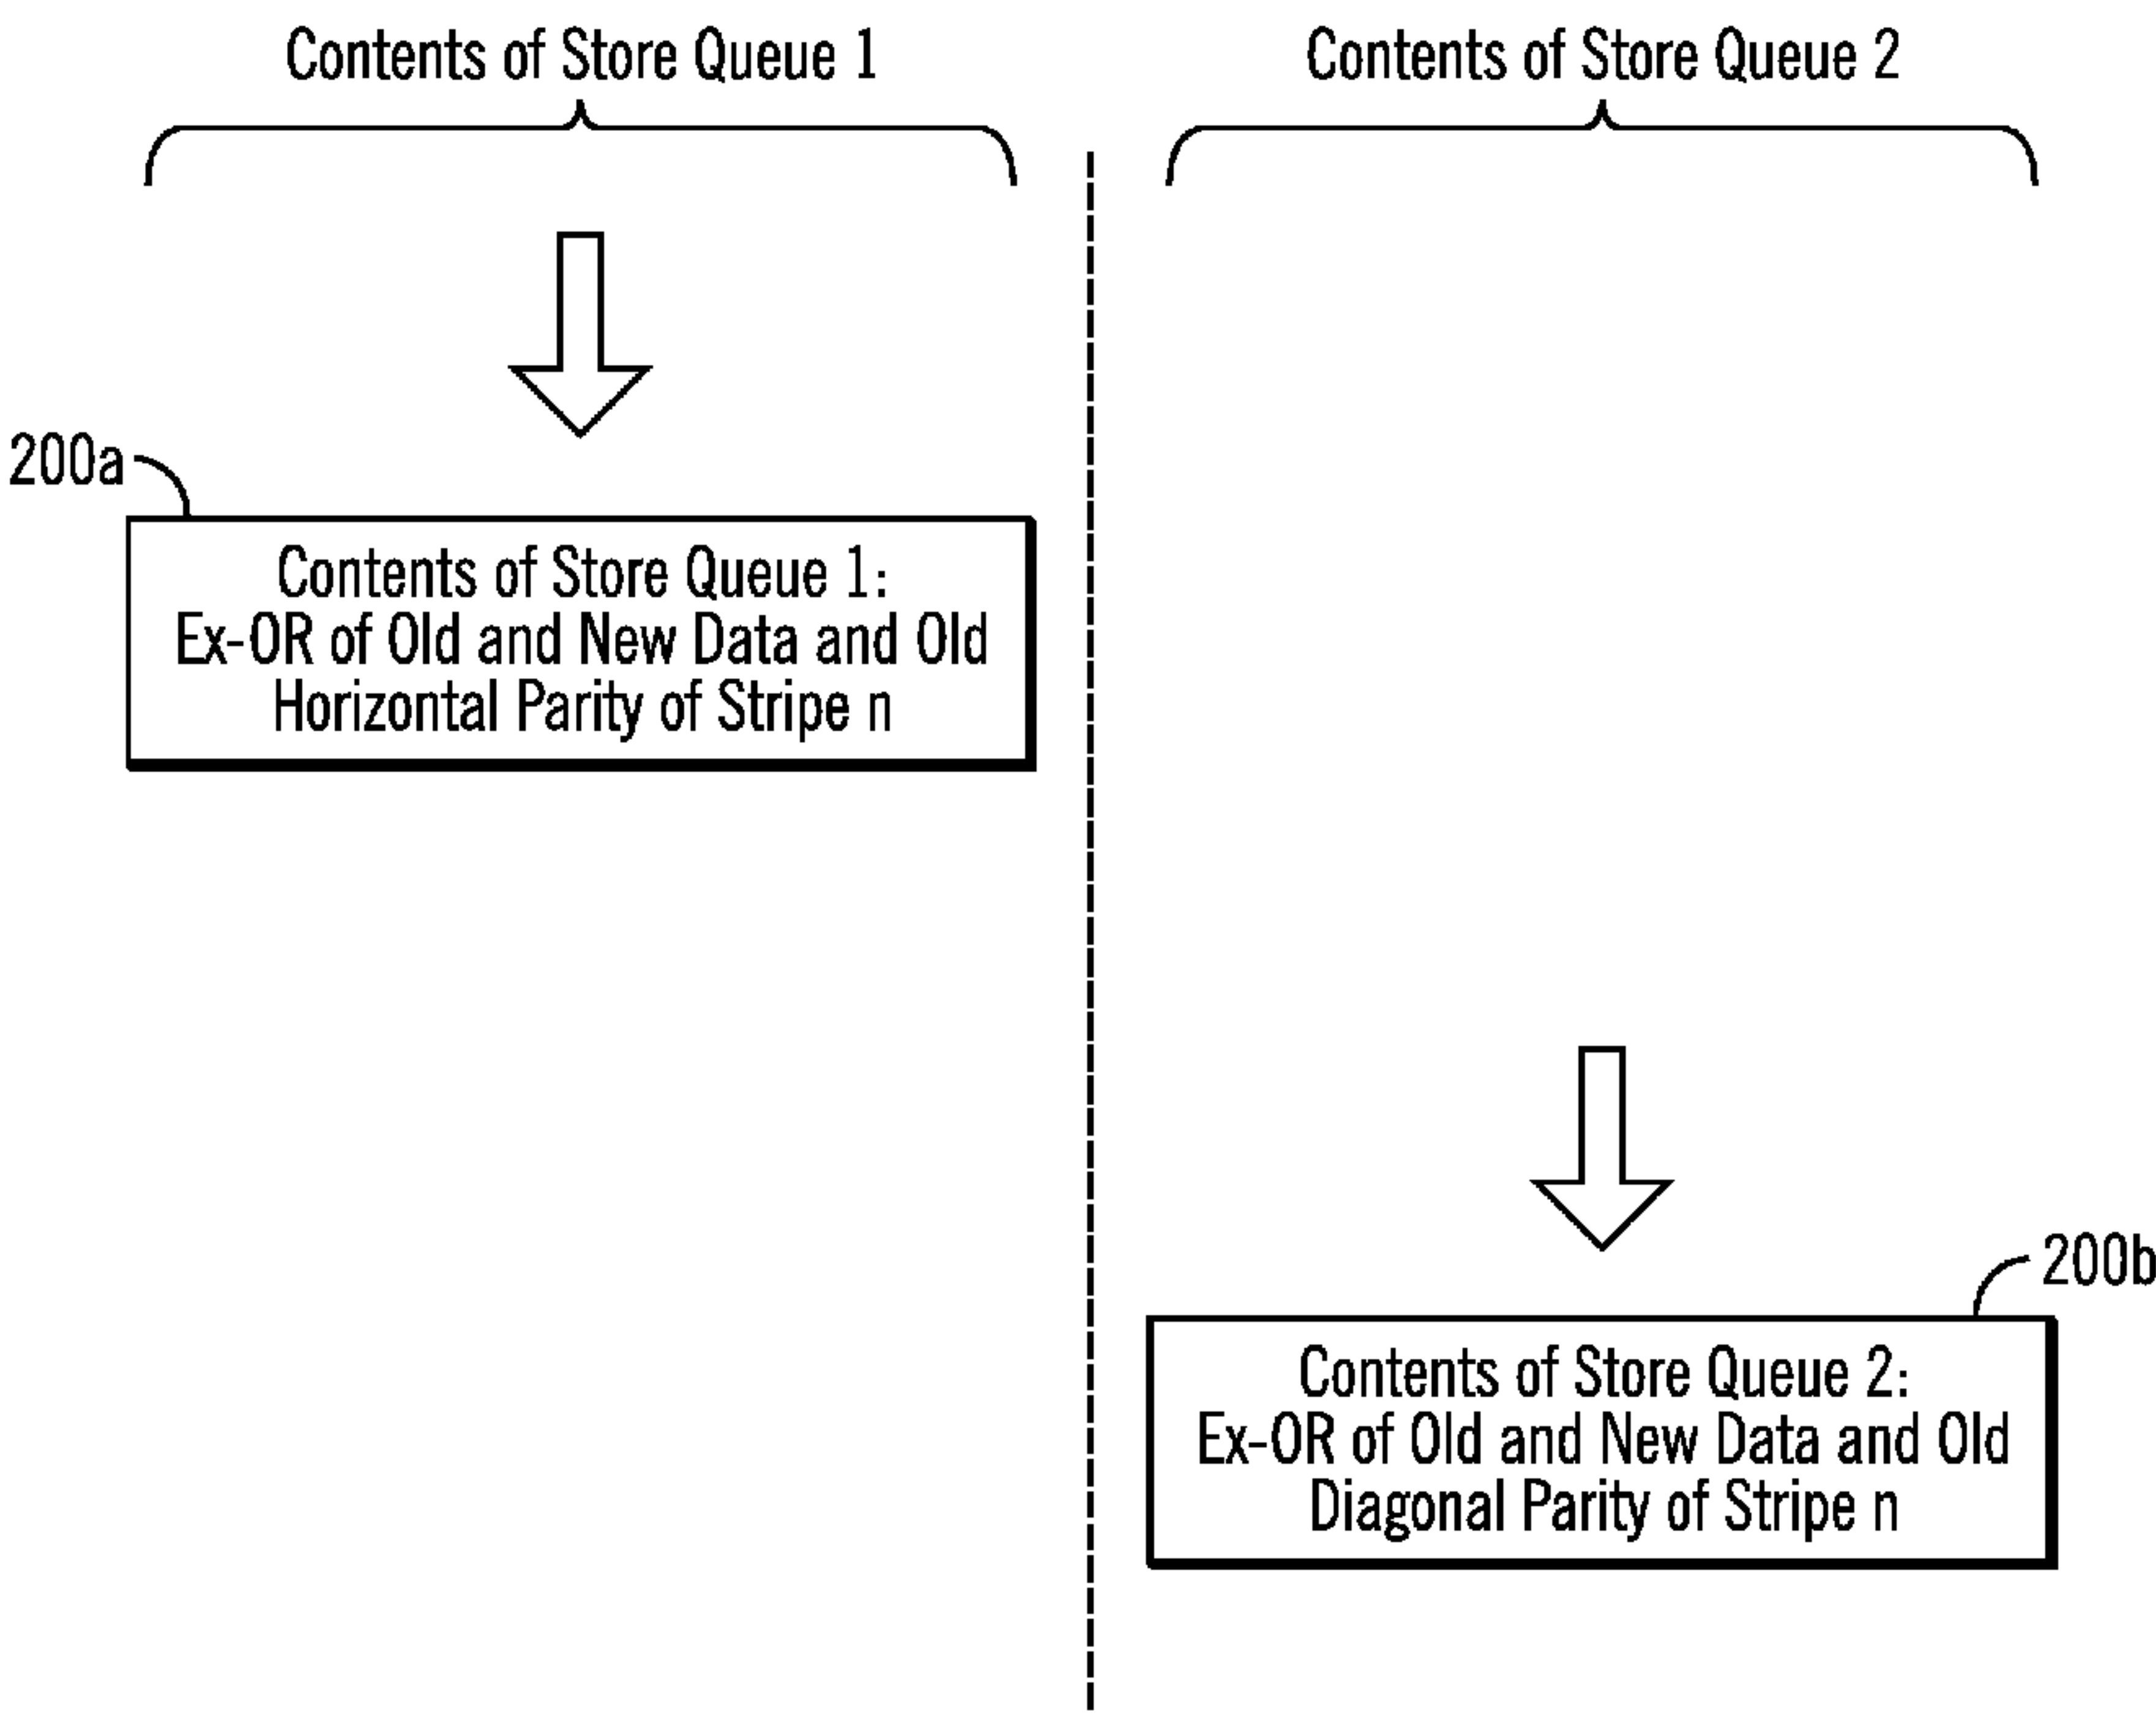 Contents of Store Queue 1
Contents of Store Queue 2
200a
Contents of Store Queue 1:
Ex-OR of Old and New Data and Old
Horizontal Parity of Stripe n
200b
Contents of Store Queue 2:
Ex-OR of Old and New Data and Old
Diagonal Parity of Stripe n